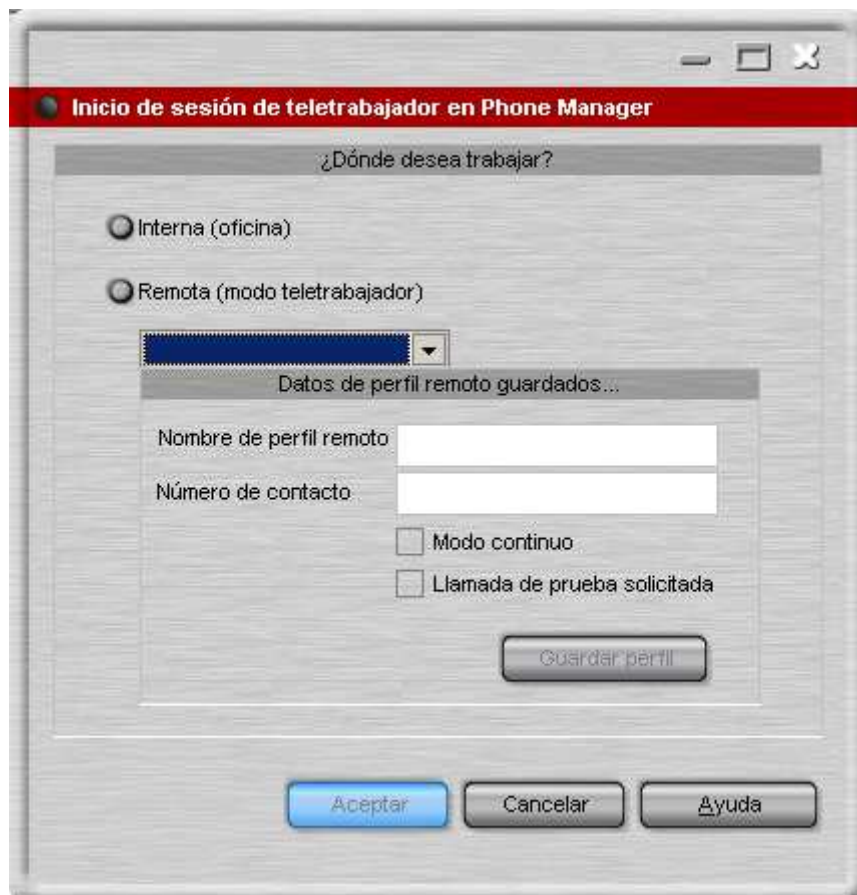 Inicio de sesión de teletrabajador en Phone Manager
¿Dónde desea trabajar?
Interna (oficina)
Remota (modo teletrabajador)
Datos de perfil remoto guardados...
Nombre de perfil remoto
Número de contacto
Modo continuo
Llamada de prueba solicitada
Guardar perfil
Aceptar Cancelar Ayuda